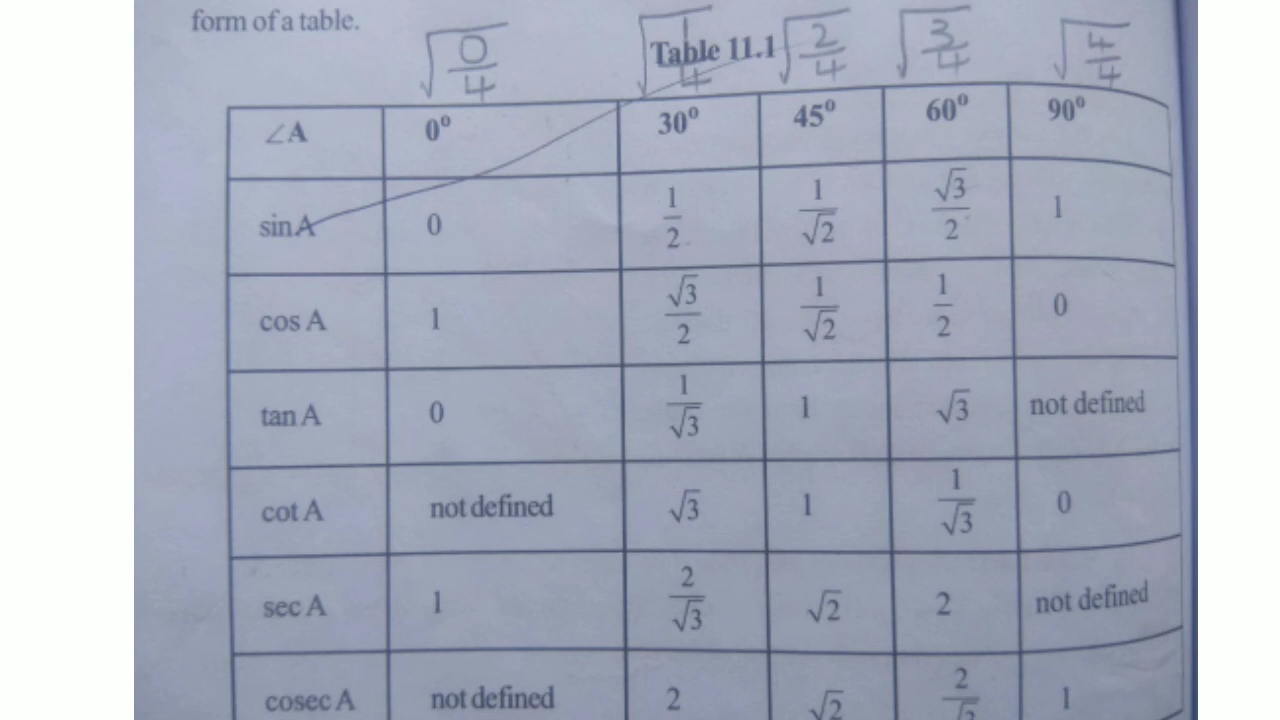 form of a table.
√0/4 √1/4 √2/4 √3/4 √4/4
Table 11.1
∠A 0° 30° 45° 60° 90°
sin A 0 1/2 1/√2 √3/2 1
cos A 1 √3/2 1/√2 1/2 0
tan A 0 1/√3 1 √3 not defined
cot A not defined √3 1 1/√3 0
sec A 1 2/√3 √2 2 not defined
cosec A not defined 2 √2 2/√3 1